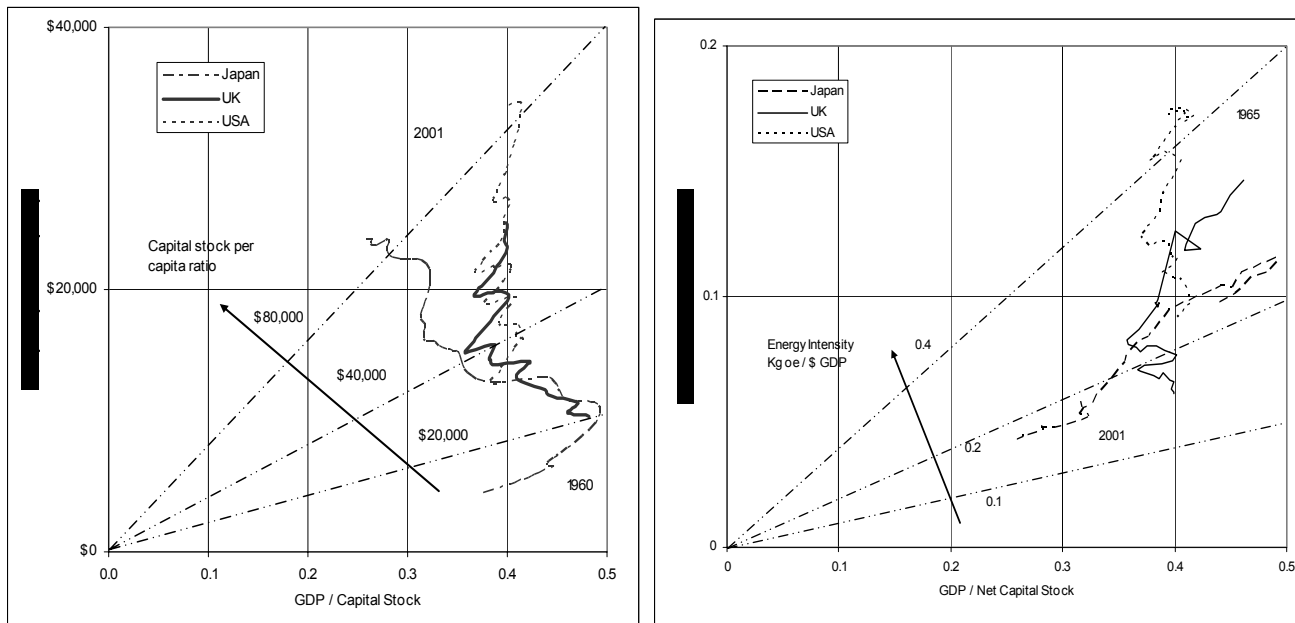 $40,000
Japan
UK
USA
2001
Capital stock per
capita ratio
$20,000
$80,000
$40,000
$20,000
1960
$0
0.0 0.1 0.2 0.3 0.4 0.5
GDP / Capital Stock
0.2
Japan
UK
USA
1965
0.1
Energy Intensity
Kg oe / $ GDP
0.4
0.2
0.1
2001
0
0 0.1 0.2 0.3 0.4 0.5
GDP / Net Capital Stock